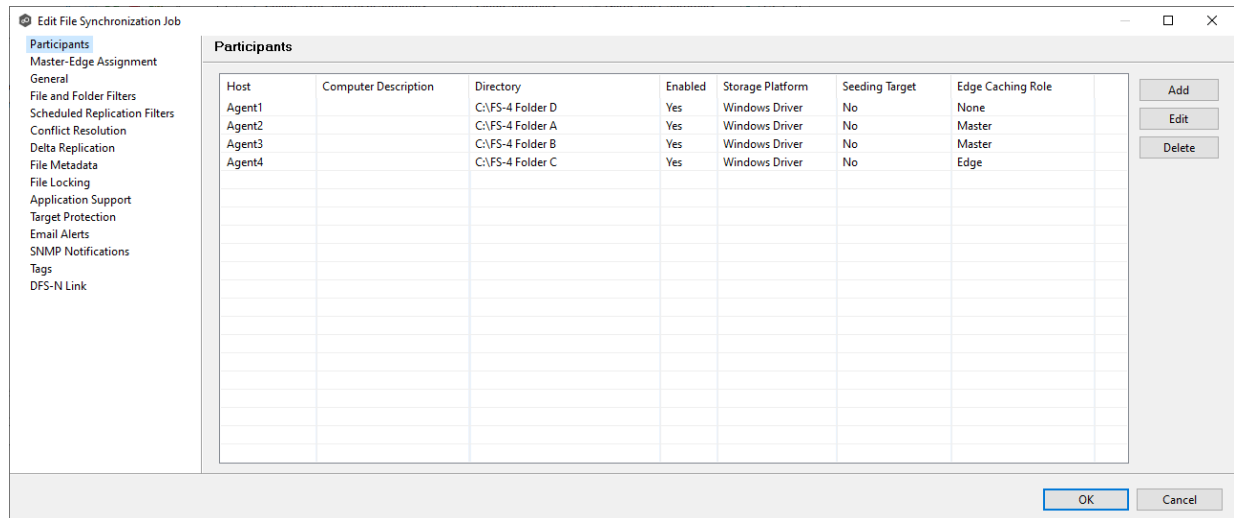 Edit File Synchronization Job
Participants
Master-Edge Assignment
General
File and Folder Filters
Scheduled Replication Filters
Conflict Resolution
Delta Replication
File Metadata
File Locking
Application Support
Target Protection
Email Alerts
SNMP Notifications
Tags
DFS-N Link
Participants
Host Computer Description Directory Enabled Storage Platform Seeding Target Edge Caching Role
Agent1 C:\FS-4 Folder D Yes Windows Driver No None
Agent2 C:\FS-4 Folder A Yes Windows Driver No Master
Agent3 C:\FS-4 Folder B Yes Windows Driver No Master
Agent4 C:\FS-4 Folder C Yes Windows Driver No Edge
Add
Edit
Delete
OK Cancel